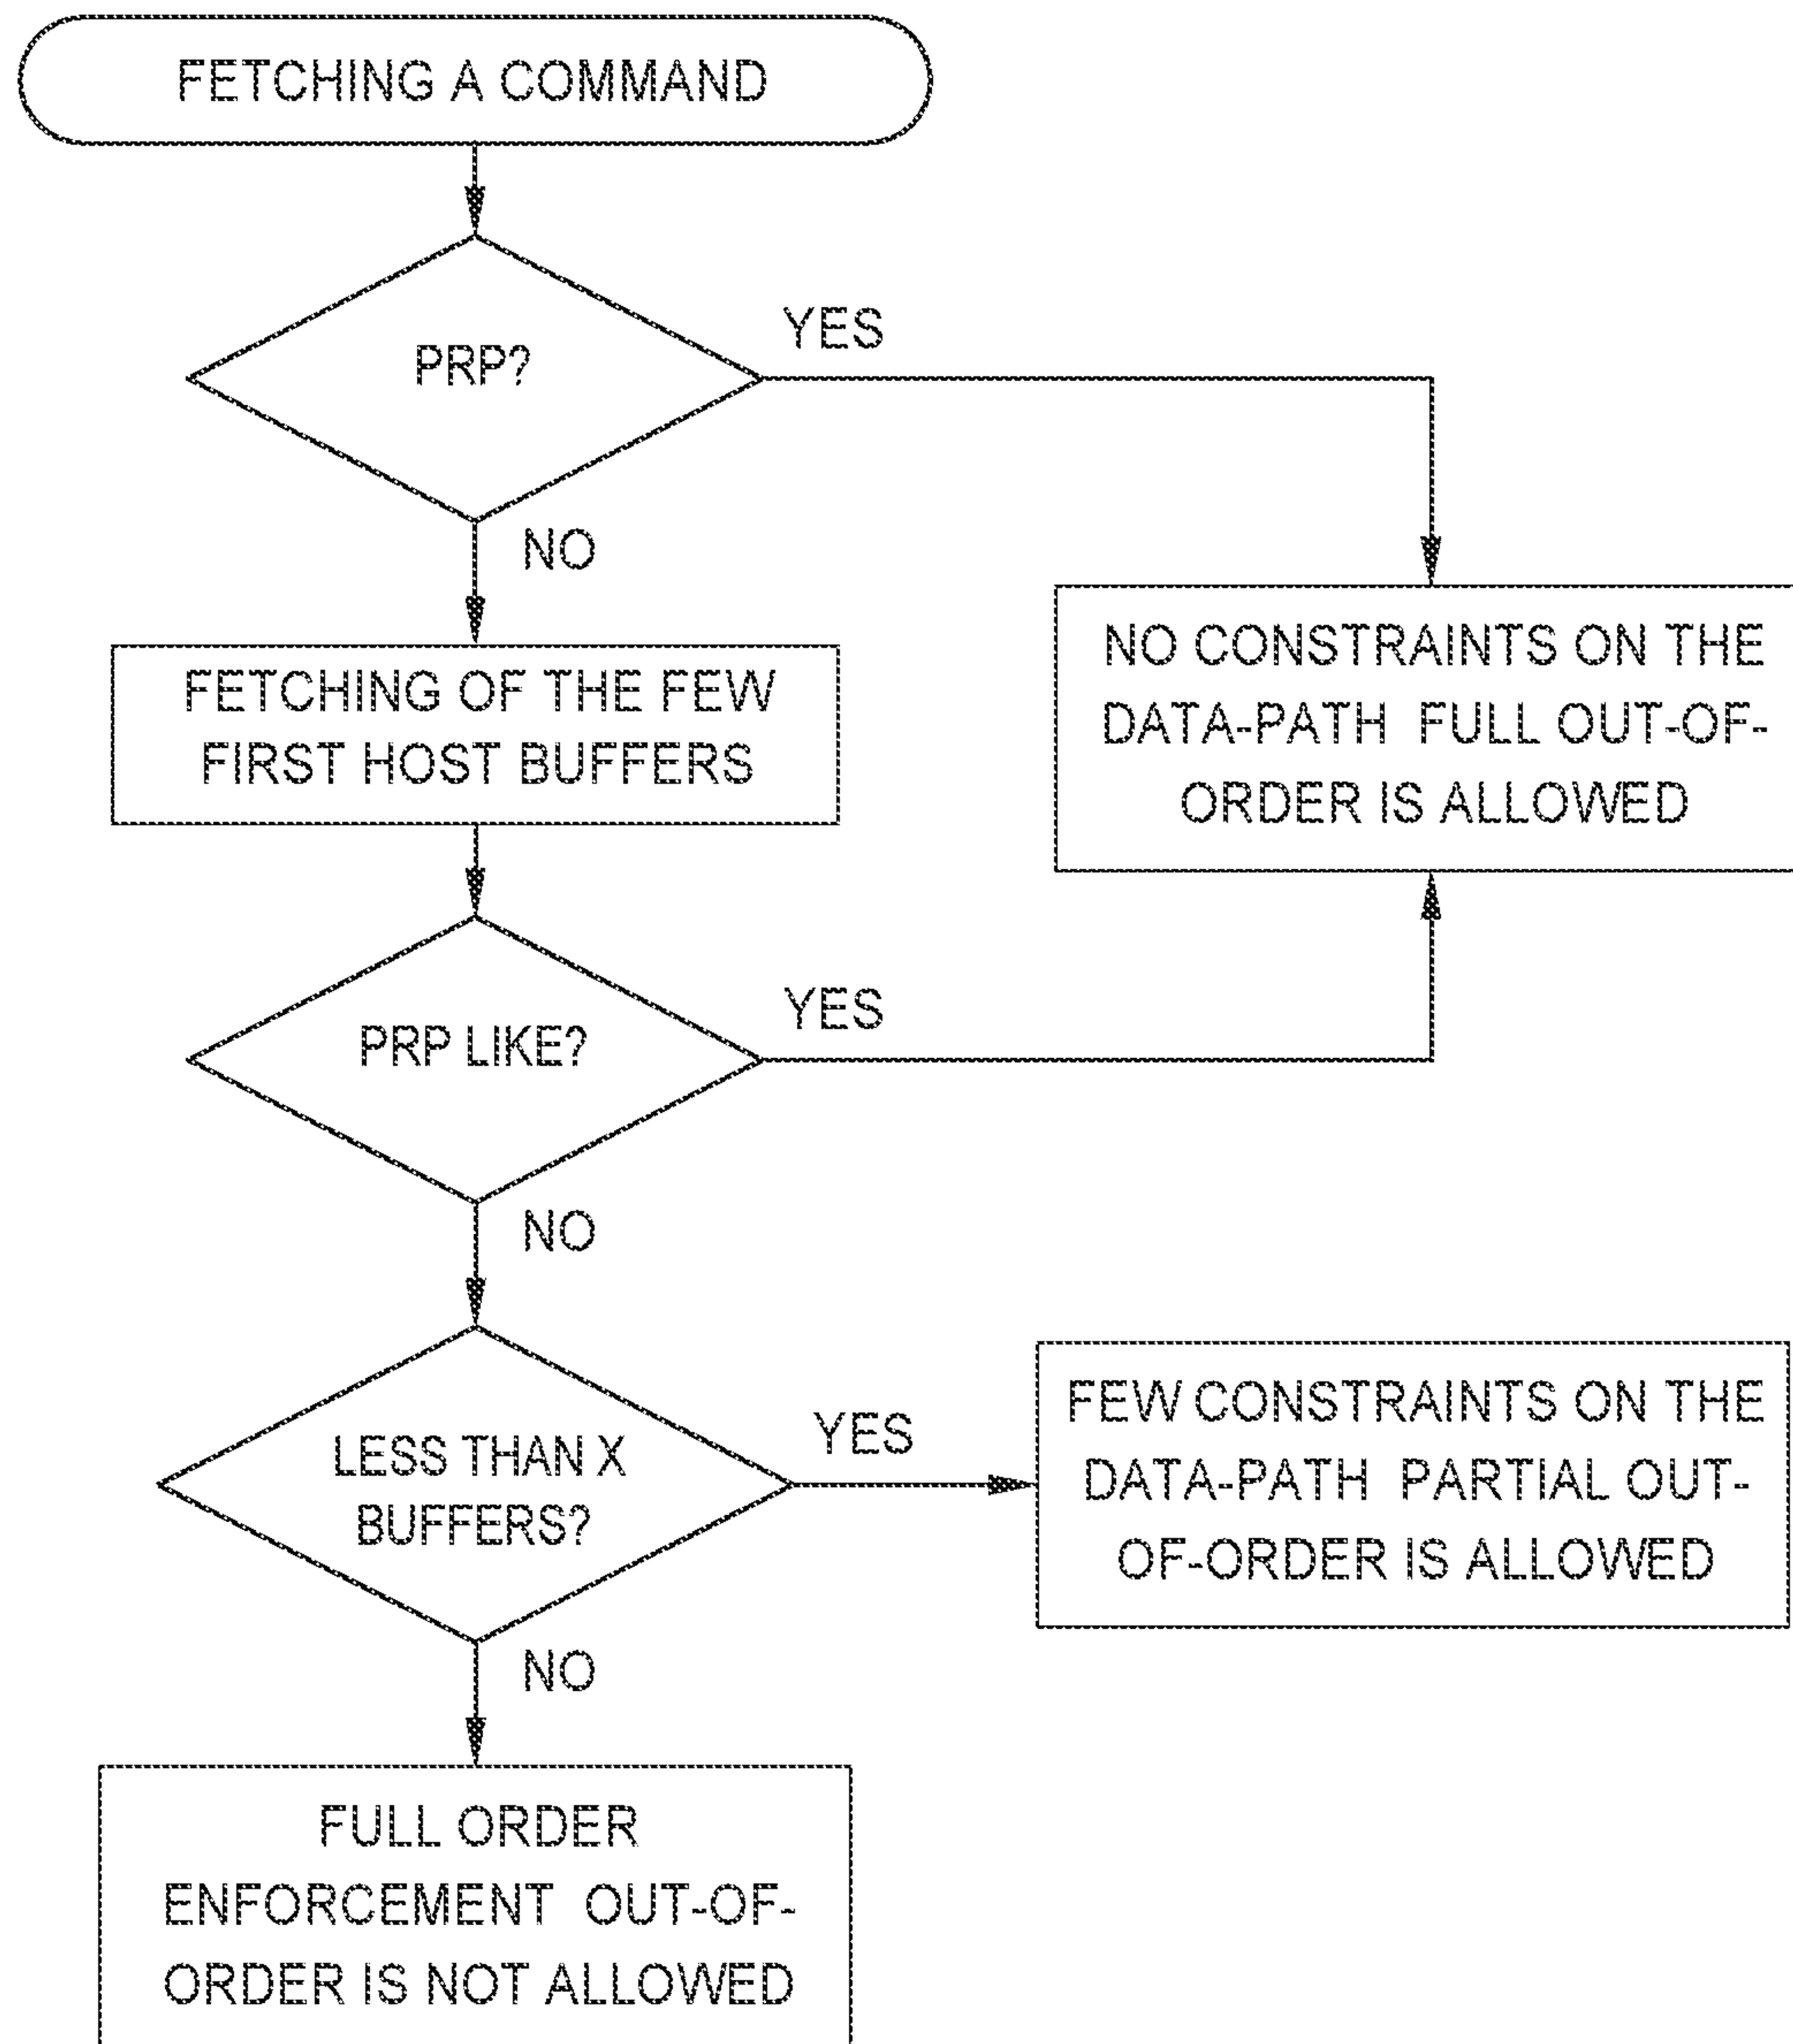 FETCHING A COMMAND
PRP?
YES
NO
FETCHING OF THE FEW
FIRST HOST BUFFERS
NO CONSTRAINTS ON THE
DATA-PATH FULL OUT-OF-
ORDER IS ALLOWED
PRP LIKE?
YES
NO
LESS THAN X
BUFFERS?
YES
FEW CONSTRAINTS ON THE
DATA-PATH PARTIAL OUT-
OF-ORDER IS ALLOWED
NO
FULL ORDER
ENFORCEMENT OUT-OF-
ORDER IS NOT ALLOWED